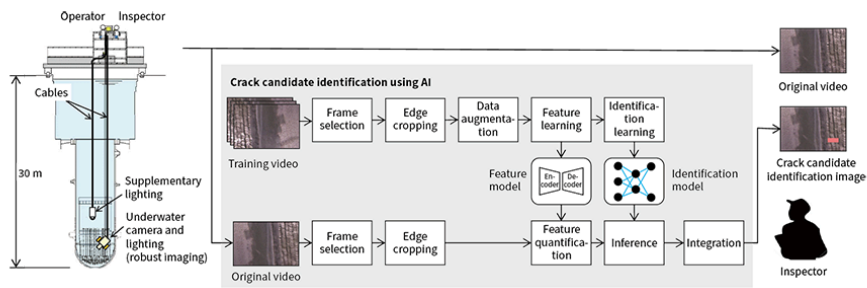 Operator
Inspector
Cables
30 m
Supplementary
lighting
Underwater
camera and
lighting
(robust imaging)
Crack candidate identification using AI
Training video
Frame
selection
Edge
cropping
Data
augmenta-
tion
Feature
learning
Identifica-
tion
learning
Feature
model
En-
coder
De-
coder
Identification
model
Original video
Frame
selection
Edge
cropping
Feature
quantifica-
tion
Inference
Integration
Original video
Crack candidate
identification image
Inspector